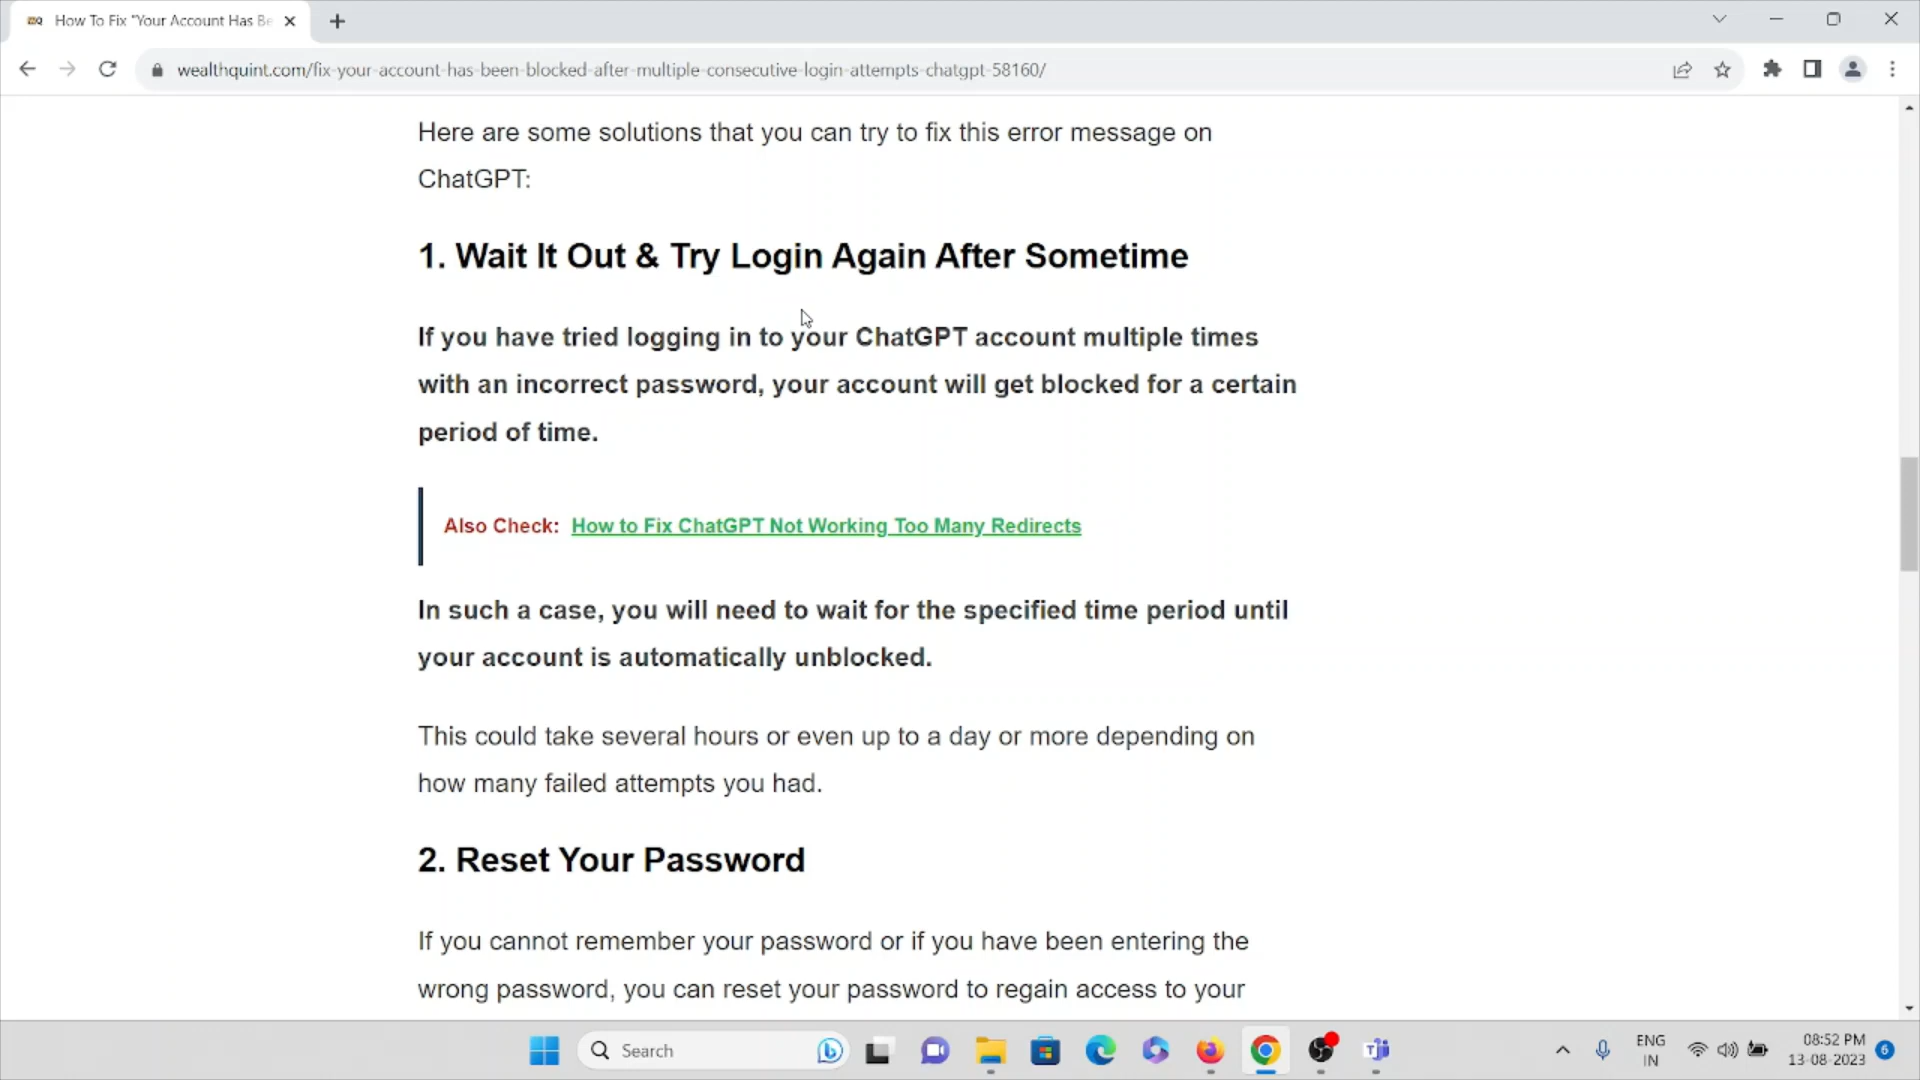 How To Fix "Your Account Has Be
wealthquint.com/fix-your-account-has-been-blocked-after-multiple-consecutive-login-attempts-chatgpt-58160/
Here are some solutions that you can try to fix this error message on
ChatGPT:
1. Wait It Out & Try Login Again After Sometime
If you have tried logging in to your ChatGPT account multiple times
with an incorrect password, your account will get blocked for a certain
period of time.
Also Check: How to Fix ChatGPT Not Working Too Many Redirects
In such a case, you will need to wait for the specified time period until
your account is automatically unblocked.
This could take several hours or even up to a day or more depending on
how many failed attempts you had.
2. Reset Your Password
If you cannot remember your password or if you have been entering the
wrong password, you can reset your password to regain access to your
Search
ENG
IN
08:52 PM
13-08-2023
6